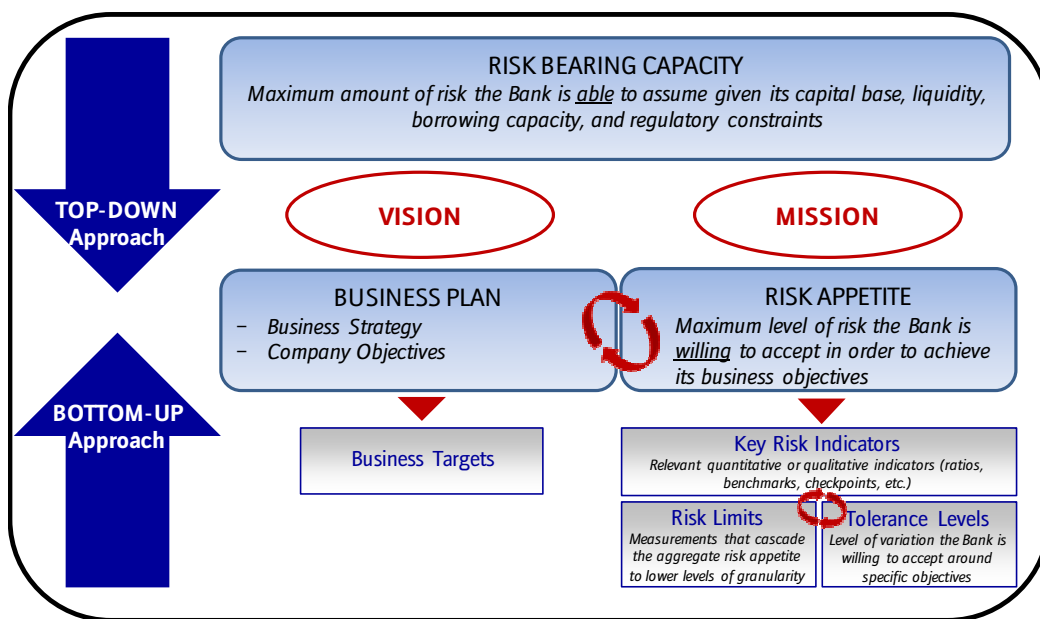 RISK BEARING CAPACITY
Maximum amount of risk the Bank is able to assume given its capital base, liquidity,
borrowing capacity, and regulatory constraints
TOP-DOWN
Approach
VISION
MISSION
BUSINESS PLAN
– Business Strategy
– Company Objectives
RISK APPETITE
Maximum level of risk the Bank is
willing to accept in order to achieve
its business objectives
BOTTOM-UP
Approach
Business Targets
Key Risk Indicators
Relevant quantitative or qualitative indicators (ratios,
benchmarks, checkpoints, etc.)
Risk Limits
Measurements that cascade
the aggregate risk appetite
to lower levels of granularity
Tolerance Levels
Level of variation the Bank is
willing to accept around
specific objectives